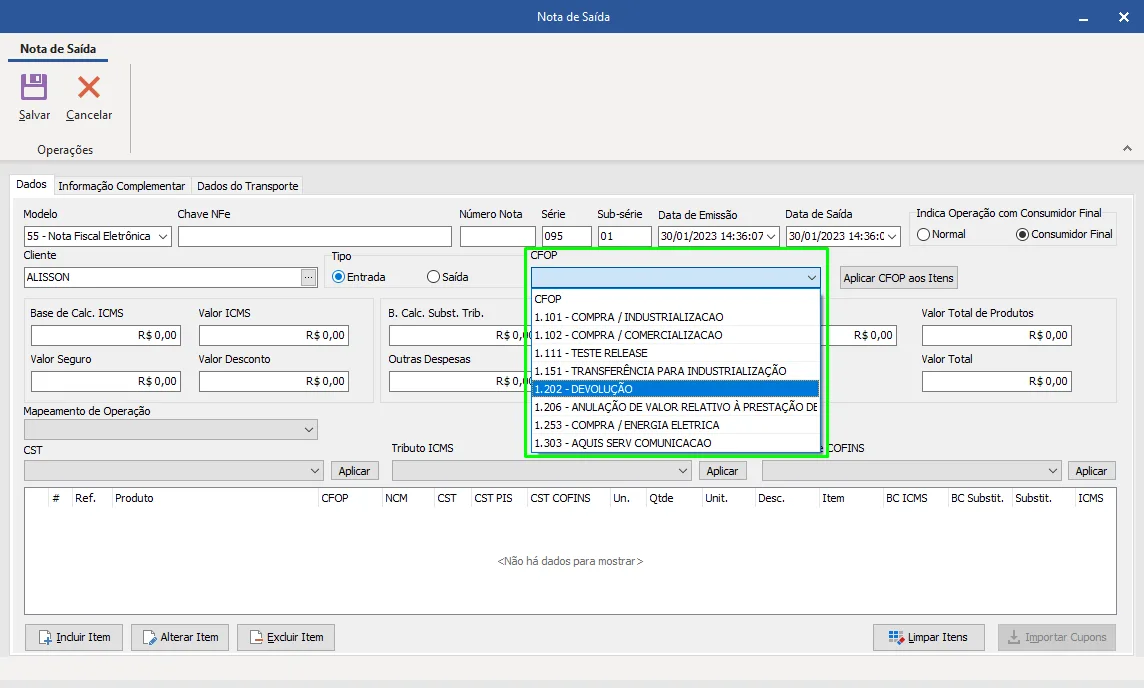 Nota de Saída
Nota de Saída
Salvar
Cancelar
Operações
Dados
Informação Complementar
Dados do Transporte
Modelo
Chave NFe
Número Nota
Série
Sub-série
Data de Emissão
Data de Saída
Indica Operação com Consumidor Final
55 - Nota Fiscal Eletrônica
095
01
30/01/2023 14:36:07
30/01/2023 14:36:0
Normal
Consumidor Final
Cliente
Tipo
CFOP
ALISSON
...
Entrada
Saída
Aplicar CFOP aos Itens
CFOP
1.101 - COMPRA / INDUSTRIALIZACAO
1.102 - COMPRA / COMERCIALIZACAO
1.111 - TESTE RELEASE
1.151 - TRANSFERÊNCIA PARA INDUSTRIALIZAÇÃO
1.202 - DEVOLUÇÃO
1.206 - ANULAÇÃO DE VALOR RELATIVO À PRESTAÇÃO DE
1.253 - COMPRA / ENERGIA ELETRICA
1.303 - AQUIS SERV COMUNICACAO
Base de Calc. ICMS
Valor ICMS
B. Calc. Subst. Trib.
Valor Total de Produtos
R$ 0,00
R$ 0,00
R$ 0,0
R$ 0,00
R$ 0,00
Valor Seguro
Valor Desconto
Outras Despesas
Valor Total
R$ 0,00
R$ 0,00
R$ 0,0
R$ 0,00
Mapeamento de Operação
CST
Tributo ICMS
COFINS
Aplicar
Aplicar
Aplicar
# Ref. Produto CFOP NCM CST CST PIS CST COFINS Un. Qtde Unit. Desc. Item BC ICMS BC Substit. Substit. ICMS
<Não há dados para mostrar>
Incluir Item
Alterar Item
Excluir Item
Limpar Itens
Importar Cupons